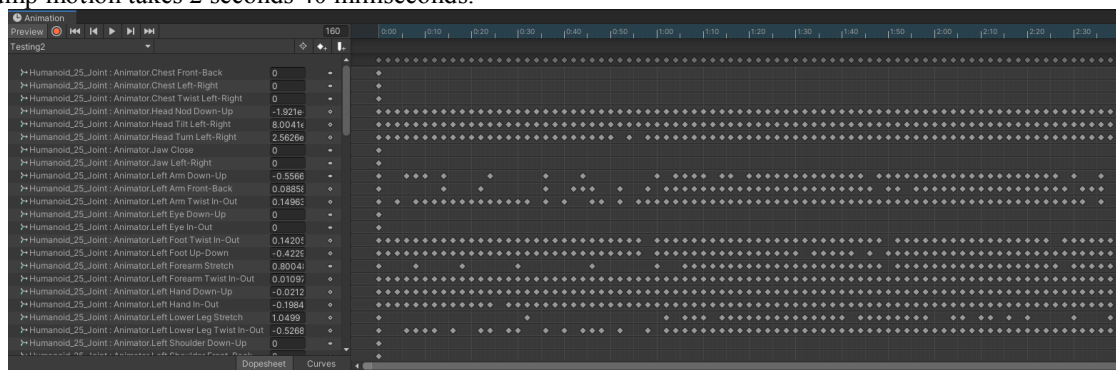 motion takes 2 seconds 40 milliseconds.
Animation
Preview 160 0:00 0:10 0:20 0:30 0:40 0:50 1:00 1:10 1:20 1:30 1:40 1:50 2:00 2:10 2:20 2:30
Testing2
Humanoid_25_Joint : Animator.Chest Front-Back 0
Humanoid_25_Joint : Animator.Chest Left-Right 0
Humanoid_25_Joint : Animator.Chest Twist Left-Right 0
Humanoid_25_Joint : Animator.Head Nod Down-Up -1.921e-
Humanoid_25_Joint : Animator.Head Tilt Left-Right 8.0041e
Humanoid_25_Joint : Animator.Head Turn Left-Right 2.5626e
Humanoid_25_Joint : Animator.Jaw Close 0
Humanoid_25_Joint : Animator.Jaw Left-Right 0
Humanoid_25_Joint : Animator.Left Arm Down-Up -0.5566
Humanoid_25_Joint : Animator.Left Arm Front-Back 0.08858
Humanoid_25_Joint : Animator.Left Arm Twist In-Out 0.14963
Humanoid_25_Joint : Animator.Left Eye Down-Up 0
Humanoid_25_Joint : Animator.Left Eye In-Out 0
Humanoid_25_Joint : Animator.Left Foot Twist In-Out 0.14205
Humanoid_25_Joint : Animator.Left Foot Up-Down -0.4229
Humanoid_25_Joint : Animator.Left Forearm Stretch 0.8004
Humanoid_25_Joint : Animator.Left Forearm Twist In-Out 0.01097
Humanoid_25_Joint : Animator.Left Hand Down-Up -0.0212
Humanoid_25_Joint : Animator.Left Hand In-Out -0.1984
Humanoid_25_Joint : Animator.Left Lower Leg Stretch 1.0499
Humanoid_25_Joint : Animator.Left Lower Leg Twist In-Out -0.5268
Humanoid_25_Joint : Animator.Left Shoulder Down-Up 0
Dopesheet Curves